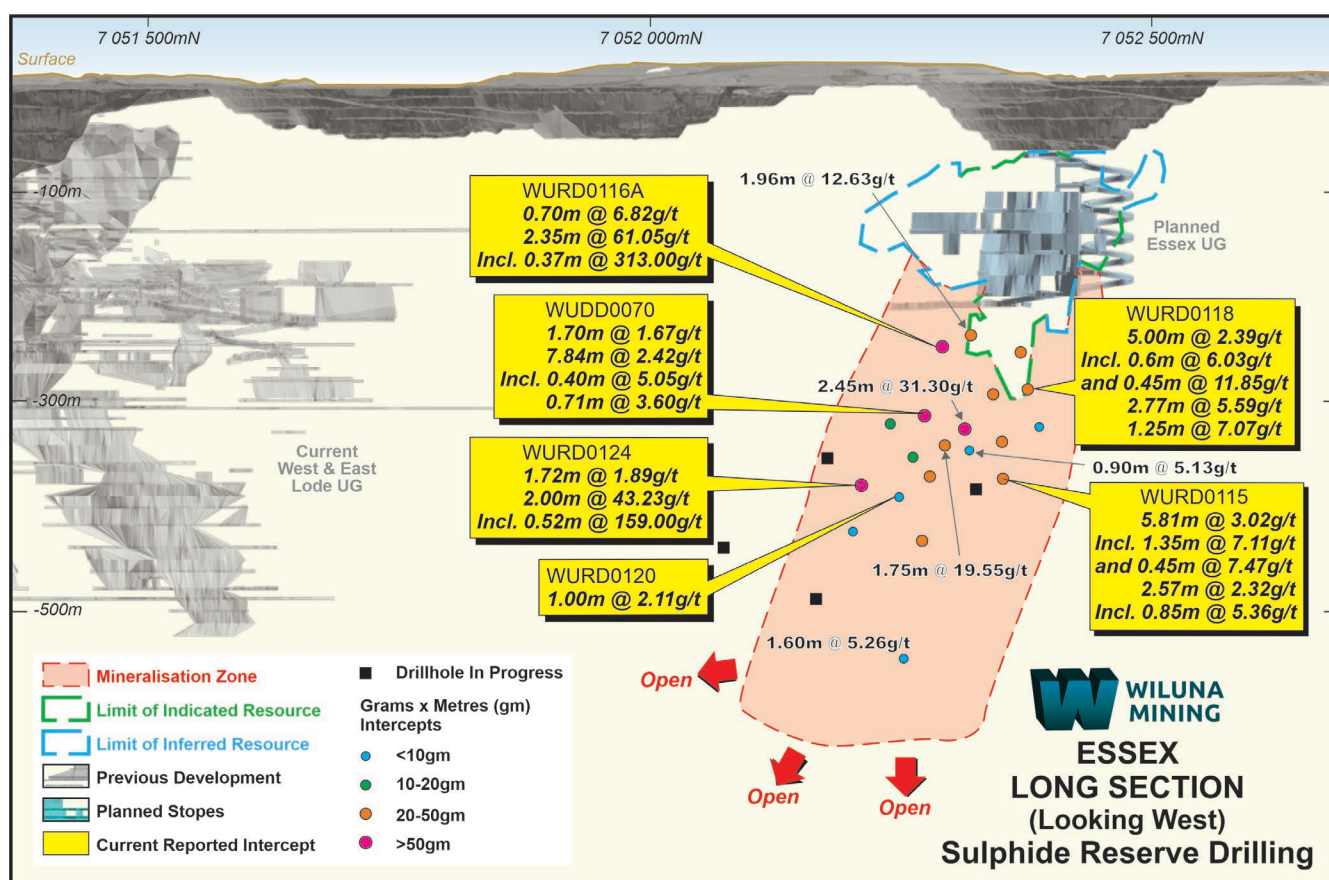 7 051 500mN
7 052 000mN
7 052 500mN
Surface
-100m
-300m
-500m
1.96m @ 12.63g/t
WURD0116A
0.70m @ 6.82g/t
2.35m @ 61.05g/t
Incl. 0.37m @ 313.00g/t
Planned
Essex UG
WUDD0070
1.70m @ 1.67g/t
7.84m @ 2.42g/t
Incl. 0.40m @ 5.05g/t
0.71m @ 3.60g/t
WURD0118
5.00m @ 2.39g/t
Incl. 0.6m @ 6.03g/t
and 0.45m @ 11.85g/t
2.77m @ 5.59g/t
1.25m @ 7.07g/t
2.45m @ 31.30g/t
Current
West & East
Lode UG
WURD0124
1.72m @ 1.89g/t
2.00m @ 43.23g/t
Incl. 0.52m @ 159.00g/t
0.90m @ 5.13g/t
WURD0115
5.81m @ 3.02g/t
Incl. 1.35m @ 7.11g/t
and 0.45m @ 7.47g/t
2.57m @ 2.32g/t
Incl. 0.85m @ 5.36g/t
WURD0120
1.00m @ 2.11g/t
1.75m @ 19.55g/t
1.60m @ 5.26g/t
Open
Open
Open
Mineralisation Zone
Limit of Indicated Resource
Limit of Inferred Resource
Previous Development
Planned Stopes
Current Reported Intercept
Drillhole In Progress
Grams x Metres (gm)
Intercepts
<10gm
10-20gm
20-50gm
>50gm
WILUNA
MINING
ESSEX
LONG SECTION
(Looking West)
Sulphide Reserve Drilling